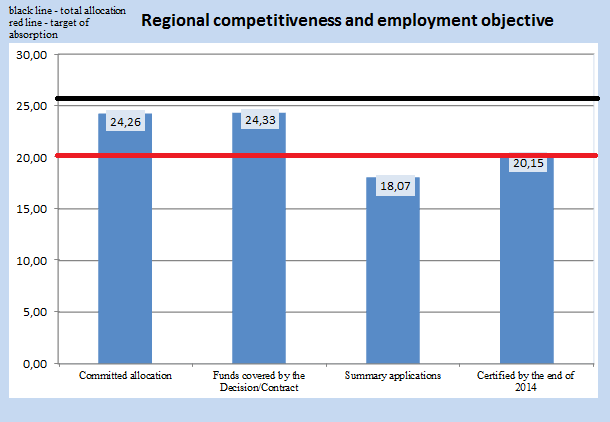 black line - total allocation
red line - target of
absorption
Regional competitiveness and employment objective
30,00
25,00
20,00
15,00
10,00
5,00
0,00
24,26
24,33
18,07
20,15
Committed allocation
Funds covered by the
Decision/Contract
Summary applications
Certified by the end of
2014